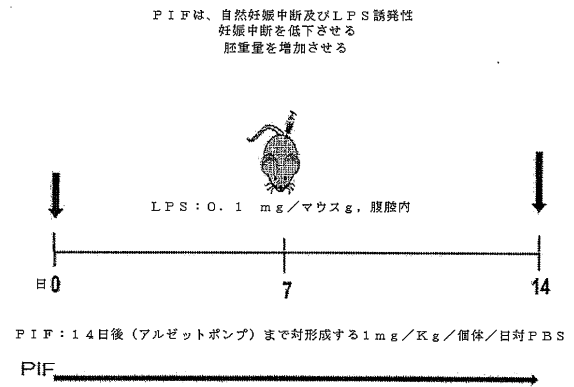 PIFは、自然妊娠中断及びLPS誘発性
妊娠中断を低下させる
胚重量を増加させる
LPS:0.1 mg/マウスg,腹腔内
日0
7
14
PIF:14日後(アルゼットポンプ)まで対形成する1mg/Kg/個体/日対PBS
PIF